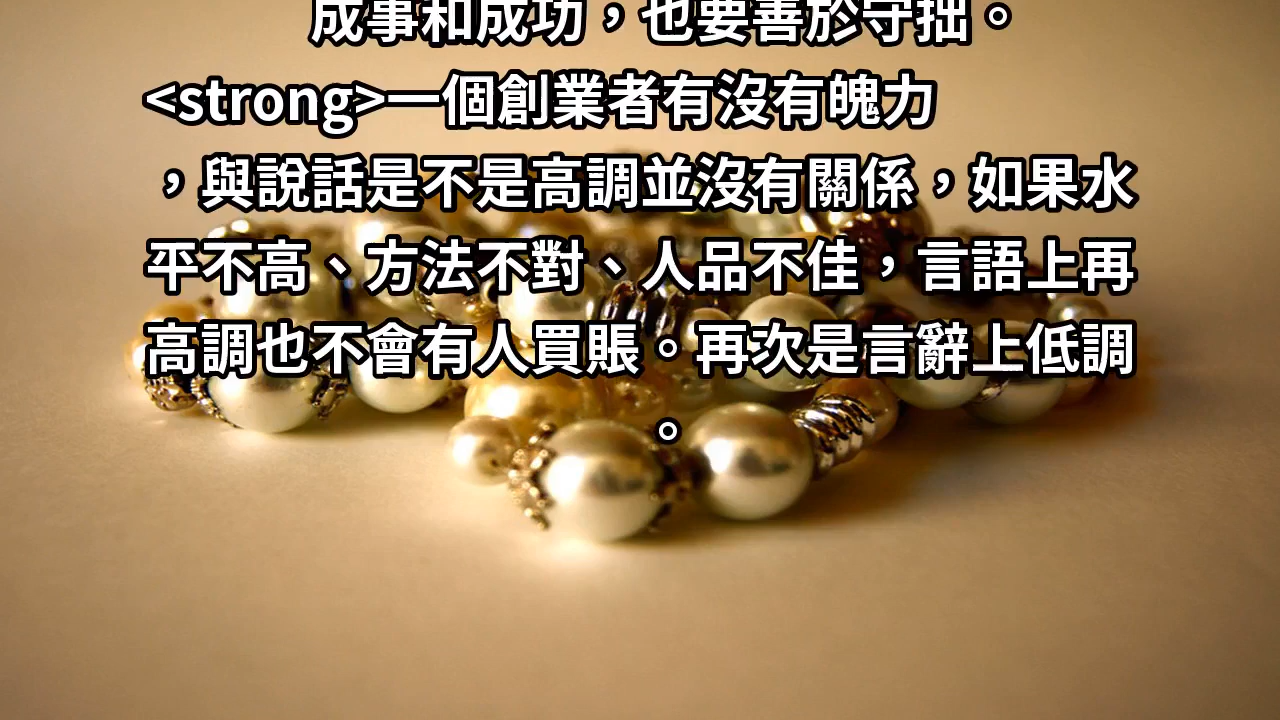 成事和成功，也要善於守拙。
<strong>一個創業者有沒有魄力
，與說話是不是高調並沒有關係，如果水
平不高、方法不對、人品不佳，言語上再
高調也不會有人買賬。再次是言辭上低調
。